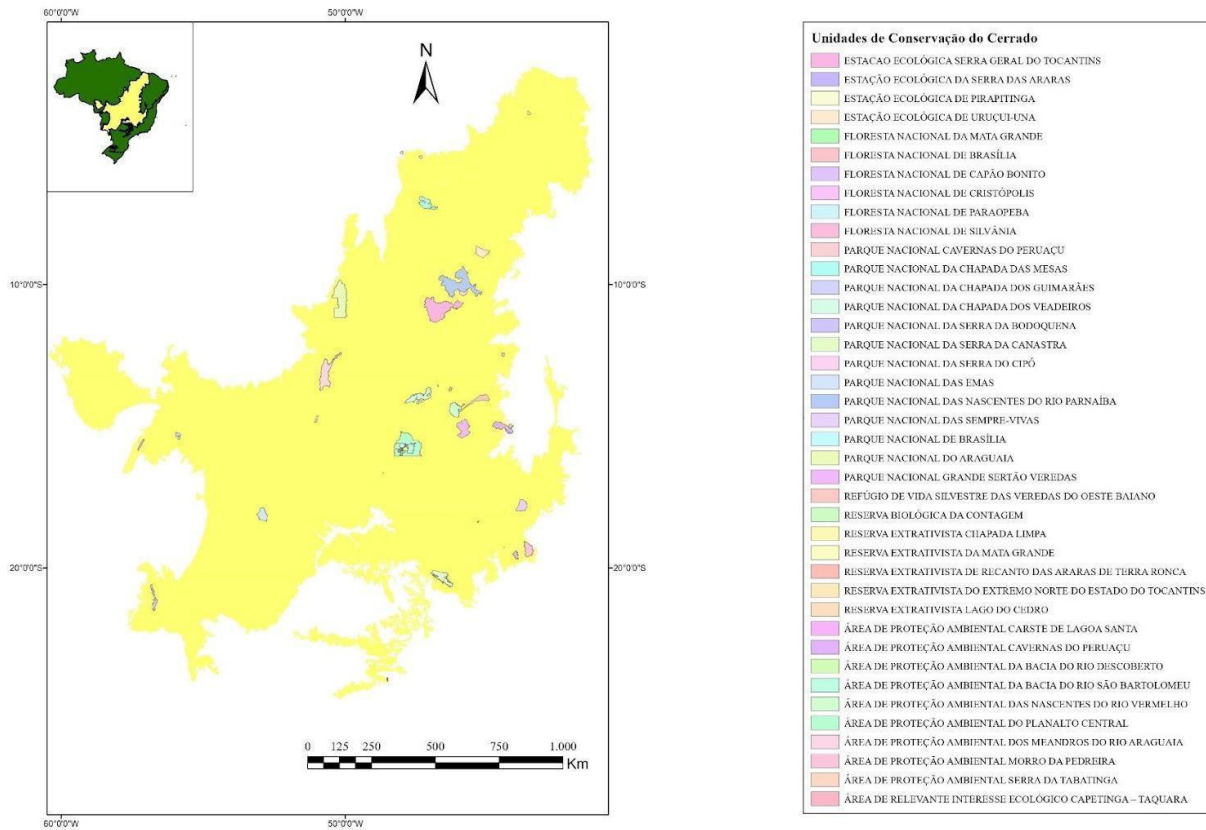 60°0'0"O
50°0'0"O
N
10°0'0"S
10°0'0"S
20°0'0"S
20°0'0"S
0 125 250 500 750 1.000
Km
60°0'0"O
50°0'0"O
Unidades de Conservação do Cerrado
ESTACAO ECOLÓGICA SERRA GERAL DO TOCANTINS
ESTAÇÃO ECOLÓGICA DA SERRA DAS ARARAS
ESTAÇÃO ECOLÓGICA DE PIRAPITINGA
ESTAÇÃO ECOLÓGICA DE URUÇUI-UNA
FLORESTA NACIONAL DA MATA GRANDE
FLORESTA NACIONAL DE BRASÍLIA
FLORESTA NACIONAL DE CAPÃO BONITO
FLORESTA NACIONAL DE CRISTÓPOLIS
FLORESTA NACIONAL DE PARAOPEBA
FLORESTA NACIONAL DE SILVÂNIA
PARQUE NACIONAL CAVERNAS DO PERUAÇU
PARQUE NACIONAL DA CHAPADA DAS MESAS
PARQUE NACIONAL DA CHAPADA DOS GUIMARÃES
PARQUE NACIONAL DA CHAPADA DOS VEADEIROS
PARQUE NACIONAL DA SERRA DA BODOQUENA
PARQUE NACIONAL DA SERRA DA CANASTRA
PARQUE NACIONAL DA SERRA DO CIPÓ
PARQUE NACIONAL DAS EMAS
PARQUE NACIONAL DAS NASCENTES DO RIO PARNAÍBA
PARQUE NACIONAL DAS SEMPRE-VIVAS
PARQUE NACIONAL DE BRASÍLIA
PARQUE NACIONAL DO ARAGUAIA
PARQUE NACIONAL GRANDE SERTÃO VEREDAS
REFÚGIO DE VIDA SILVESTRE DAS VEREDAS DO OESTE BAIANO
RESERVA BIOLÓGICA DA CONTAGEM
RESERVA EXTRATIVISTA CHAPADA LIMPA
RESERVA EXTRATIVISTA DA MATA GRANDE
RESERVA EXTRATIVISTA DE RECANTO DAS ARARAS DE TERRA RONCA
RESERVA EXTRATIVISTA DO EXTREMO NORTE DO ESTADO DO TOCANTINS
RESERVA EXTRATIVISTA LAGO DO CEDRO
ÁREA DE PROTEÇÃO AMBIENTAL CARSTE DE LAGOA SANTA
ÁREA DE PROTEÇÃO AMBIENTAL CAVERNAS DO PERUAÇU
ÁREA DE PROTEÇÃO AMBIENTAL DA BACIA DO RIO DESCOBERTO
ÁREA DE PROTEÇÃO AMBIENTAL DA BACIA DO RIO SÃO BARTOLOMEU
ÁREA DE PROTEÇÃO AMBIENTAL DAS NASCENTES DO RIO VERMELHO
ÁREA DE PROTEÇÃO AMBIENTAL DO PLANALTO CENTRAL
ÁREA DE PROTEÇÃO AMBIENTAL DOS MEANDROS DO RIO ARAGUAIA
ÁREA DE PROTEÇÃO AMBIENTAL MORRO DA PEDREIRA
ÁREA DE PROTEÇÃO AMBIENTAL SERRA DA TABATINGA
ÁREA DE RELEVANTE INTERESSE ECOLÓGICO CAPETINGA – TAQUARA